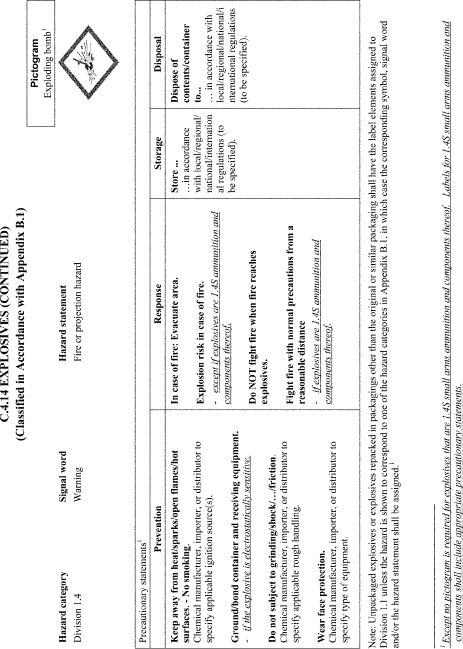 C.4.14 EXPLOSIVES (CONTINUED)
(Classified in Accordance with Appendix B.1)
Pictogram
Exploding bomb¹
Hazard category
Signal word
Hazard statement
Division 1.4
Warning
Fire or projection hazard
Precautionary statements¹
Prevention
Response
Storage
Disposal
Keep away from heat/sparks/open flames/hot
surfaces. - No smoking.
Chemical manufacturer, importer, or distributor to
specify applicable ignition source(s).
Ground/bond container and receiving equipment.
- if the explosive is electrostatically sensitive.
Do not subject to grinding/shock/…/friction.
Chemical manufacturer, importer, or distributor to
specify applicable rough handling.
Wear face protection.
Chemical manufacturer, importer, or distributor to
specify type of equipment.
In case of fire: Evacuate area.
Explosion risk in case of fire.
- except if explosives are 1.4S ammunition and
components thereof.
Do NOT fight fire when fire reaches
explosives.
Fight fire with normal precautions from a
reasonable distance
- if explosives are 1.4S ammunition and
components thereof.
Store ...
…in accordance
with local/regional/
national/internation
al regulations (to
be specified).
Dispose of
contents/container
to...
… in accordance with
local/regional/national/i
nternational regulations
(to be specified).
Note: Unpackaged explosives or explosives repacked in packagings other than the original or similar packaging shall have the label elements assigned to
Division 1.1 unless the hazard is shown to correspond to one of the hazard categories in Appendix B.1, in which case the corresponding symbol, signal word
and/or the hazard statement shall be assigned.¹
¹ Except no pictogram is required for explosives that are 1.4S small arms ammunition and components thereof. Labels for 1.4S small arms ammunition and
components shall include appropriate precautionary statements.